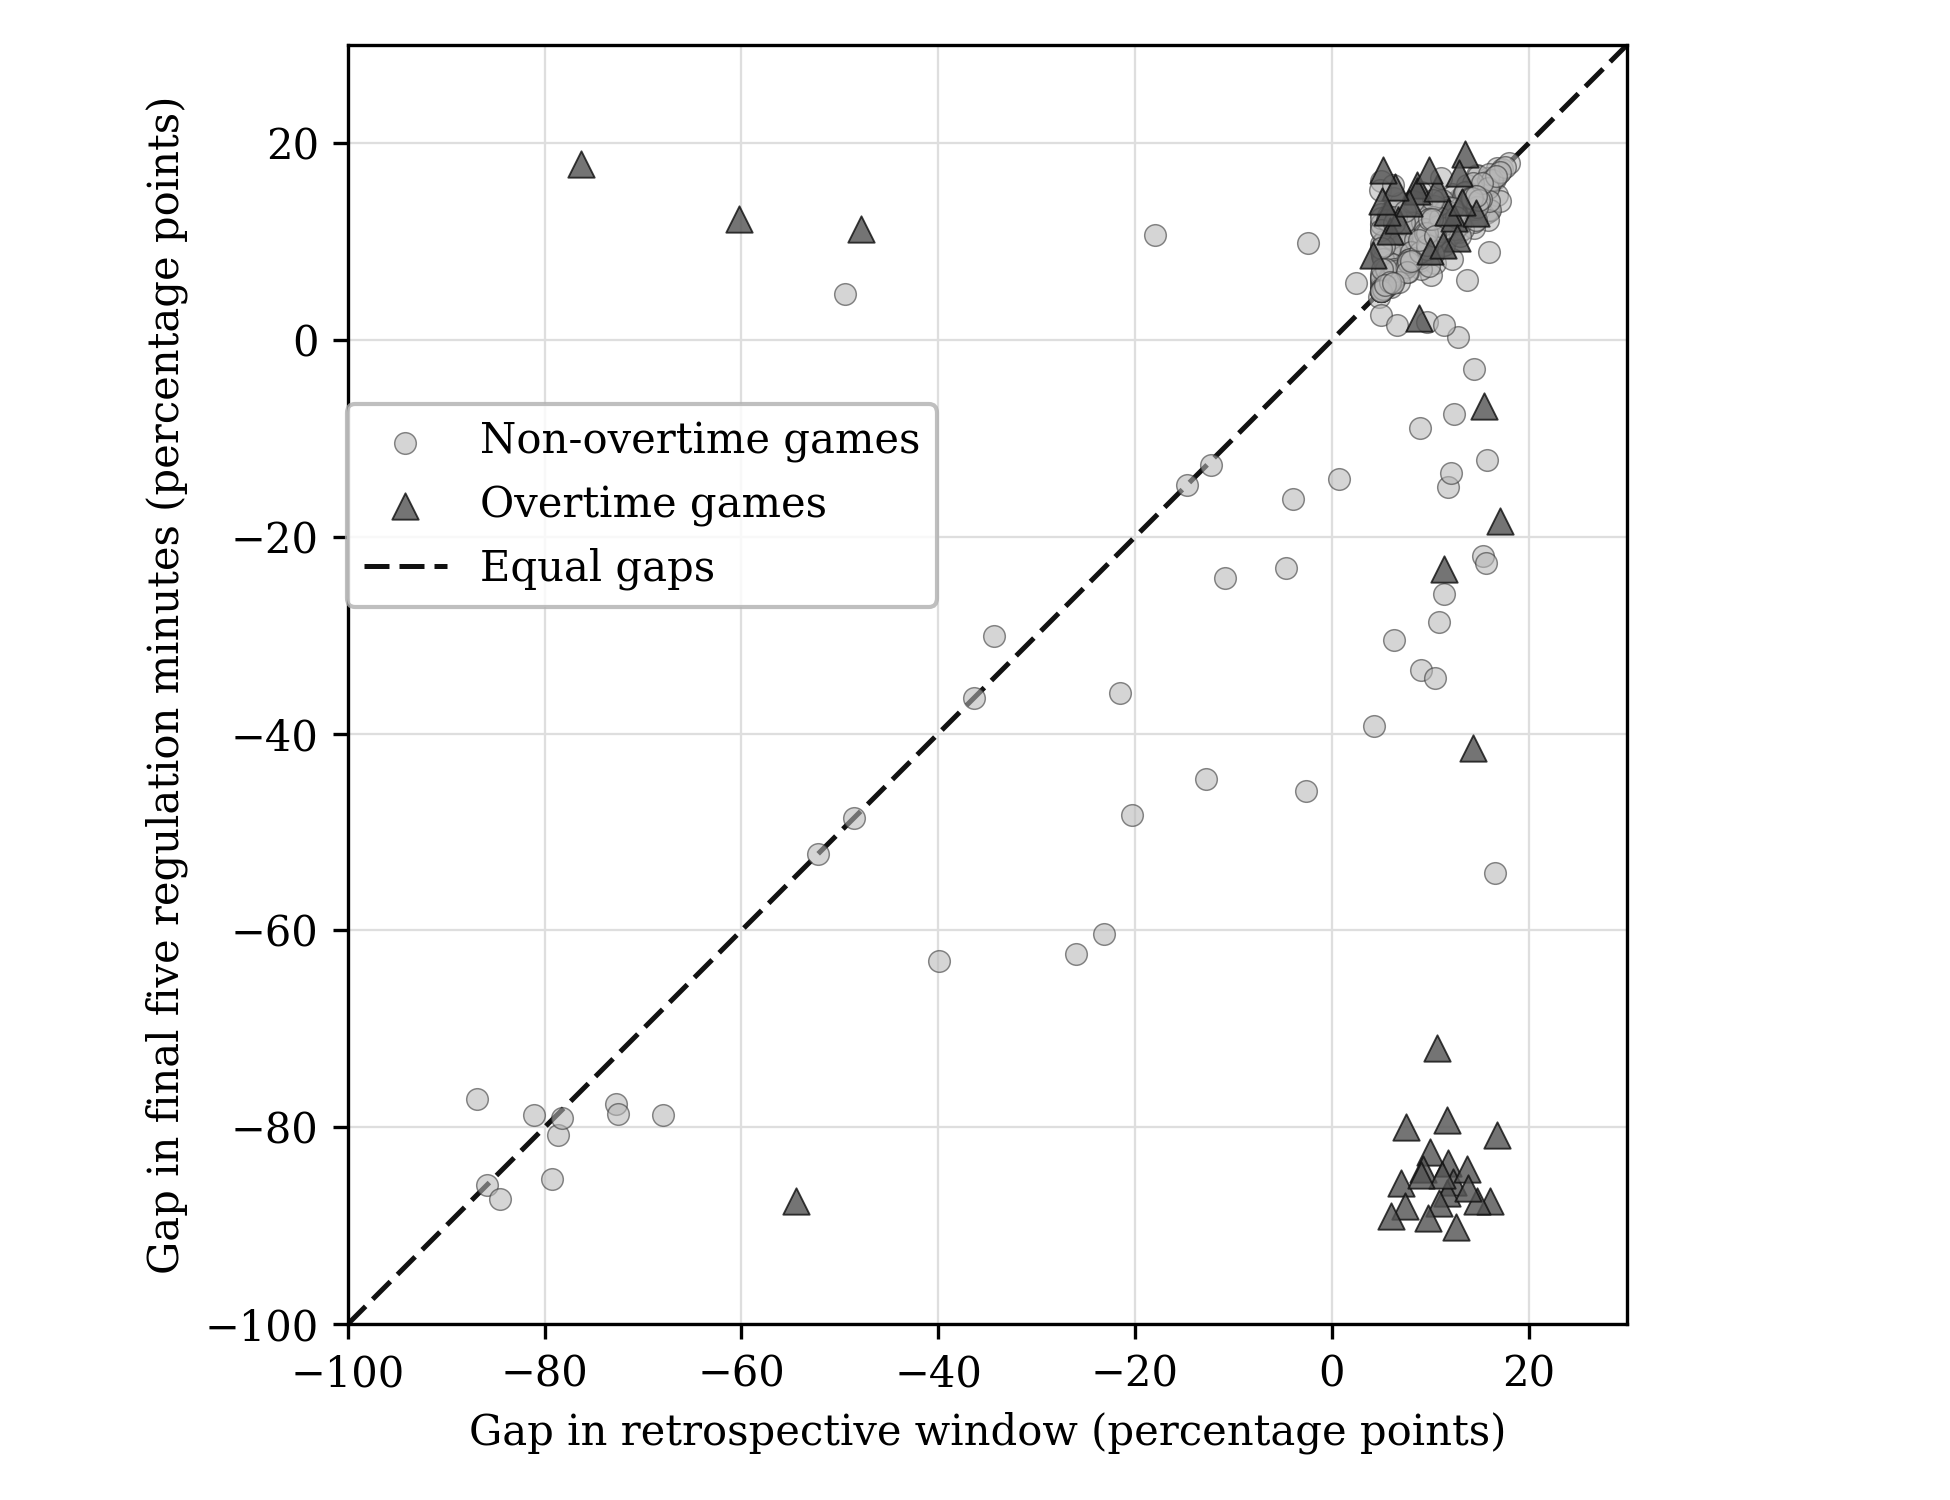 Gap in final five regulation minutes (percentage points)
20
0
−20
−40
−60
−80
−100
Non-overtime games
Overtime games
Equal gaps
−100 −80 −60 −40 −20 0 20
Gap in retrospective window (percentage points)